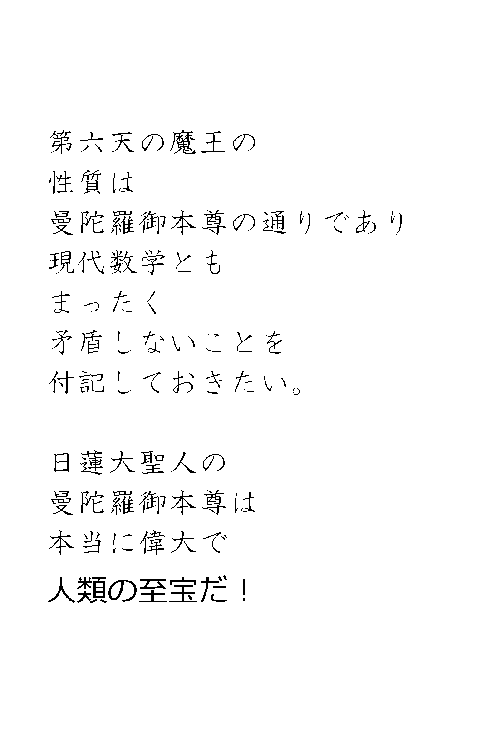 第六天の魔王の
性質は
曼陀羅御本尊の通りであり
現代数学とも
まったく
矛盾しないことを
付記しておきたい。
日蓮大聖人の
曼陀羅御本尊は
本当に偉大で
人類の至宝だ！